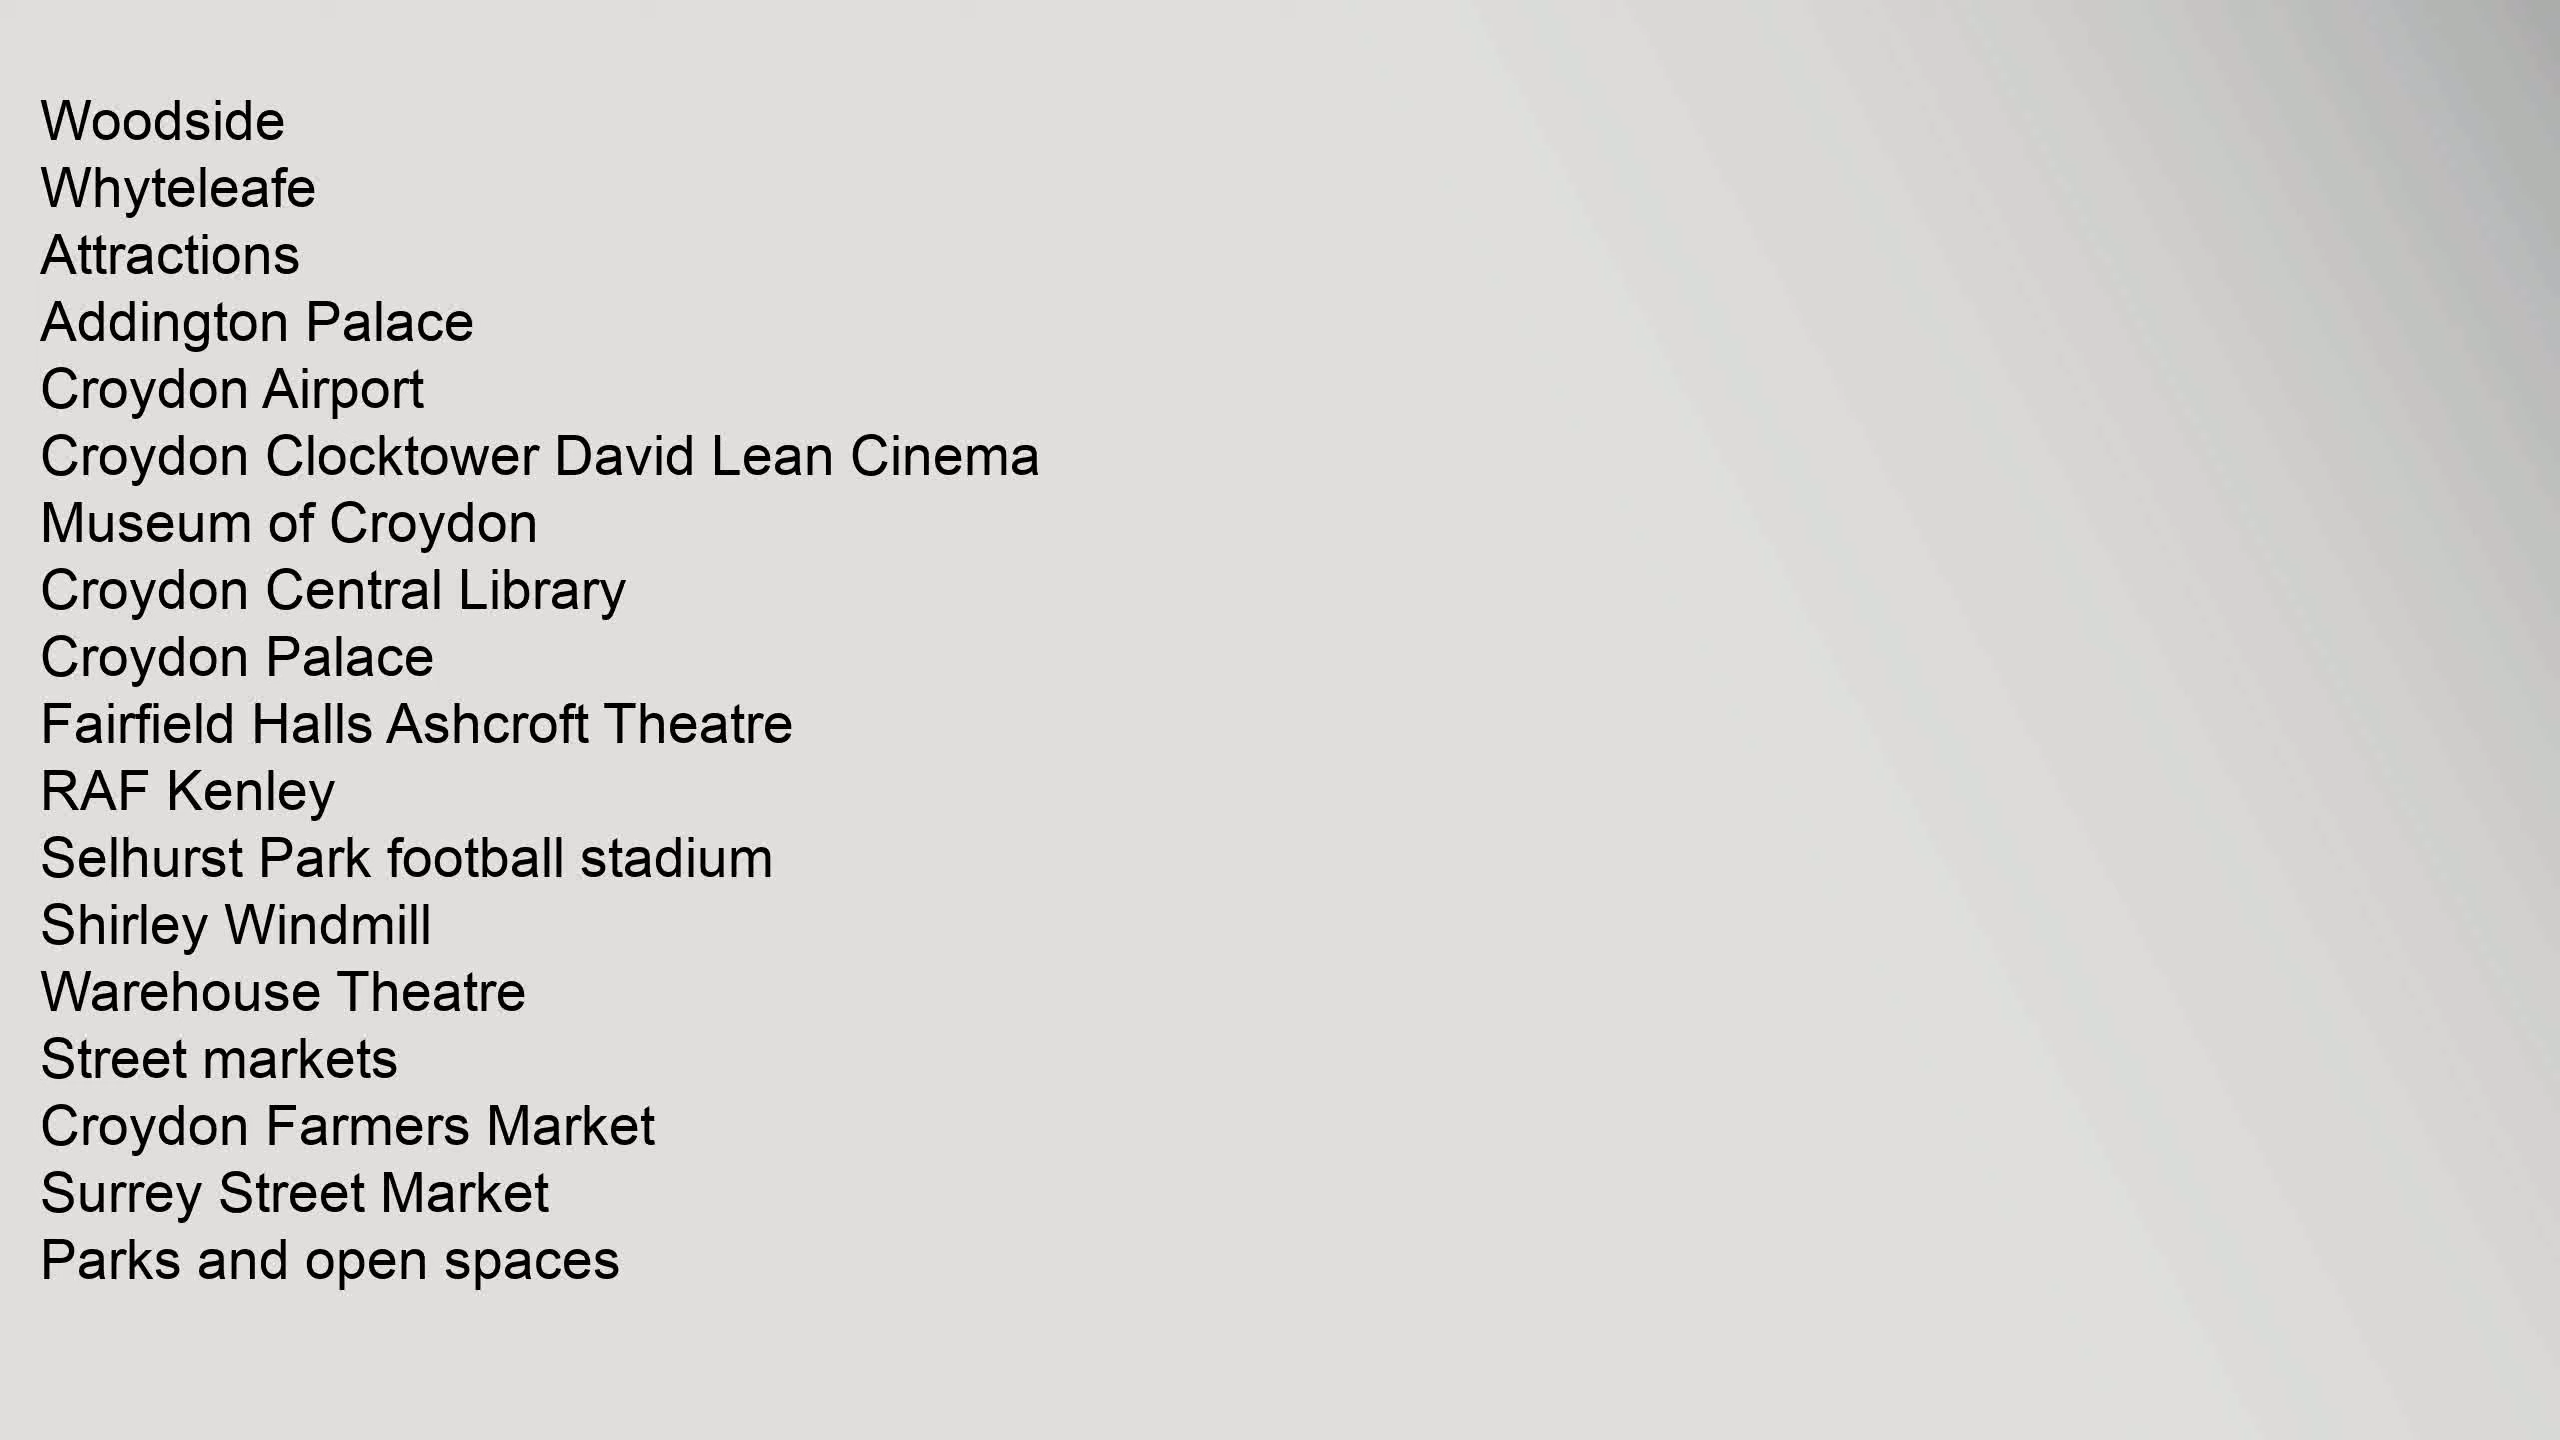 Woodside
Whyteleafe
Attractions
Addington Palace
Croydon Airport
Croydon Clocktower David Lean Cinema
Museum of Croydon
Croydon Central Library
Croydon Palace
Fairfield Halls Ashcroft Theatre
RAF Kenley
Selhurst Park football stadium
Shirley Windmill
Warehouse Theatre
Street markets
Croydon Farmers Market
Surrey Street Market
Parks and open spaces